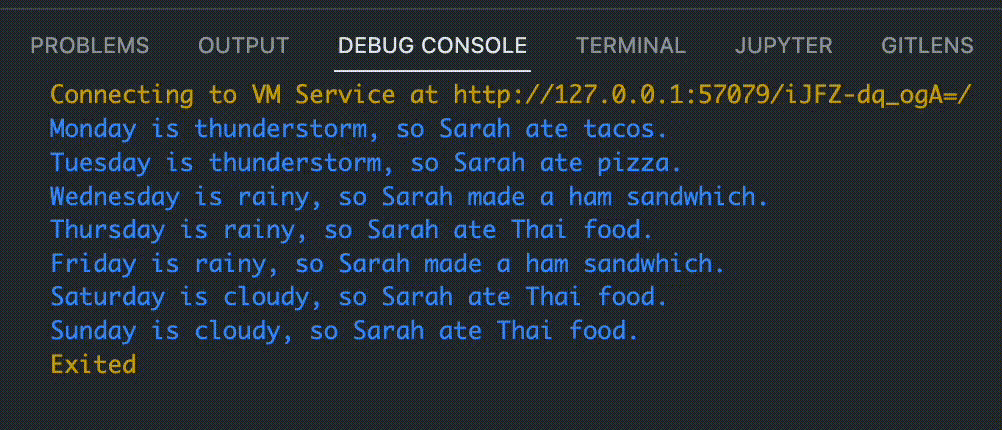 PROBLEMS OUTPUT DEBUG CONSOLE TERMINAL JUPYTER GITLENS
Connecting to VM Service at http://127.0.0.1:57079/iJFZ-dq_ogA=/
Monday is thunderstorm, so Sarah ate tacos.
Tuesday is thunderstorm, so Sarah ate pizza.
Wednesday is rainy, so Sarah made a ham sandwhich.
Thursday is rainy, so Sarah ate Thai food.
Friday is rainy, so Sarah made a ham sandwhich.
Saturday is cloudy, so Sarah ate Thai food.
Sunday is cloudy, so Sarah ate Thai food.
Exited